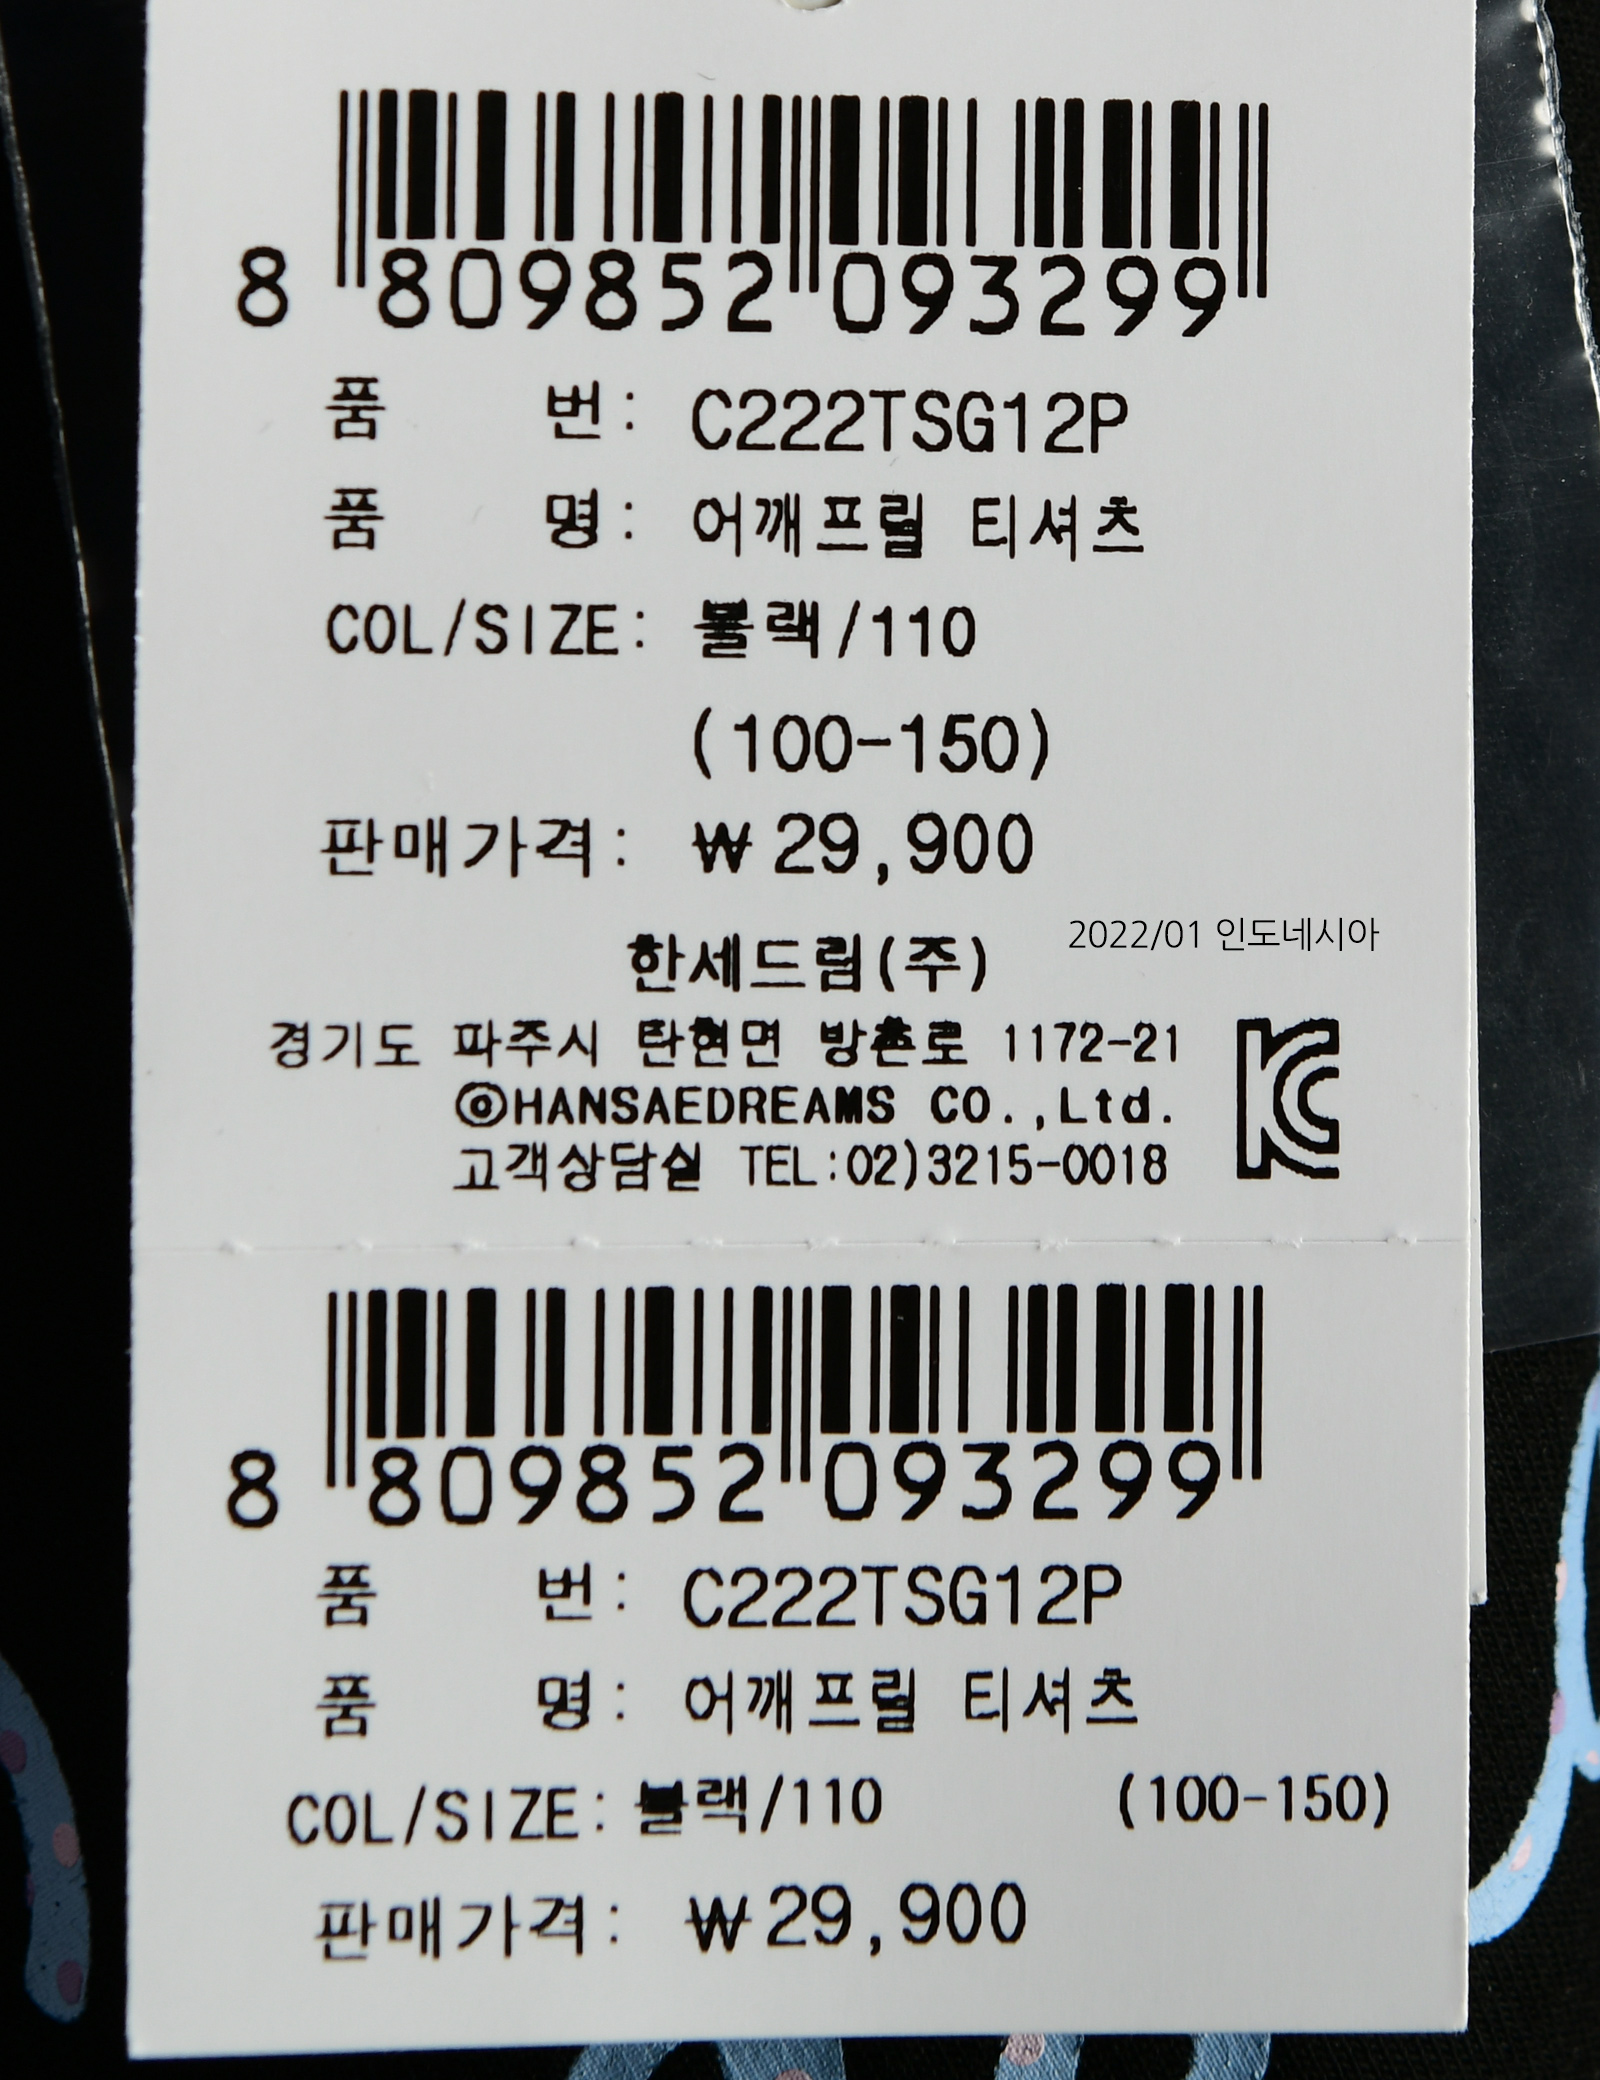 8 809852 093299
품 번: C222TSG12P
품 명: 어깨프릴 티셔츠
COL/SIZE: 블랙/110
(100-150)
판매가격: ₩29,900
2022/01 인도네시아
한세드림(주)
경기도 파주시 탄현면 방촌로 1172-21
©HANSAEDREAMS CO.,Ltd.
고객상담실 TEL:02)3215-0018
KC
8 809852 093299
품 번: C222TSG12P
품 명: 어깨프릴 티셔츠
COL/SIZE: 블랙/110 (100-150)
판매가격: ₩29,900